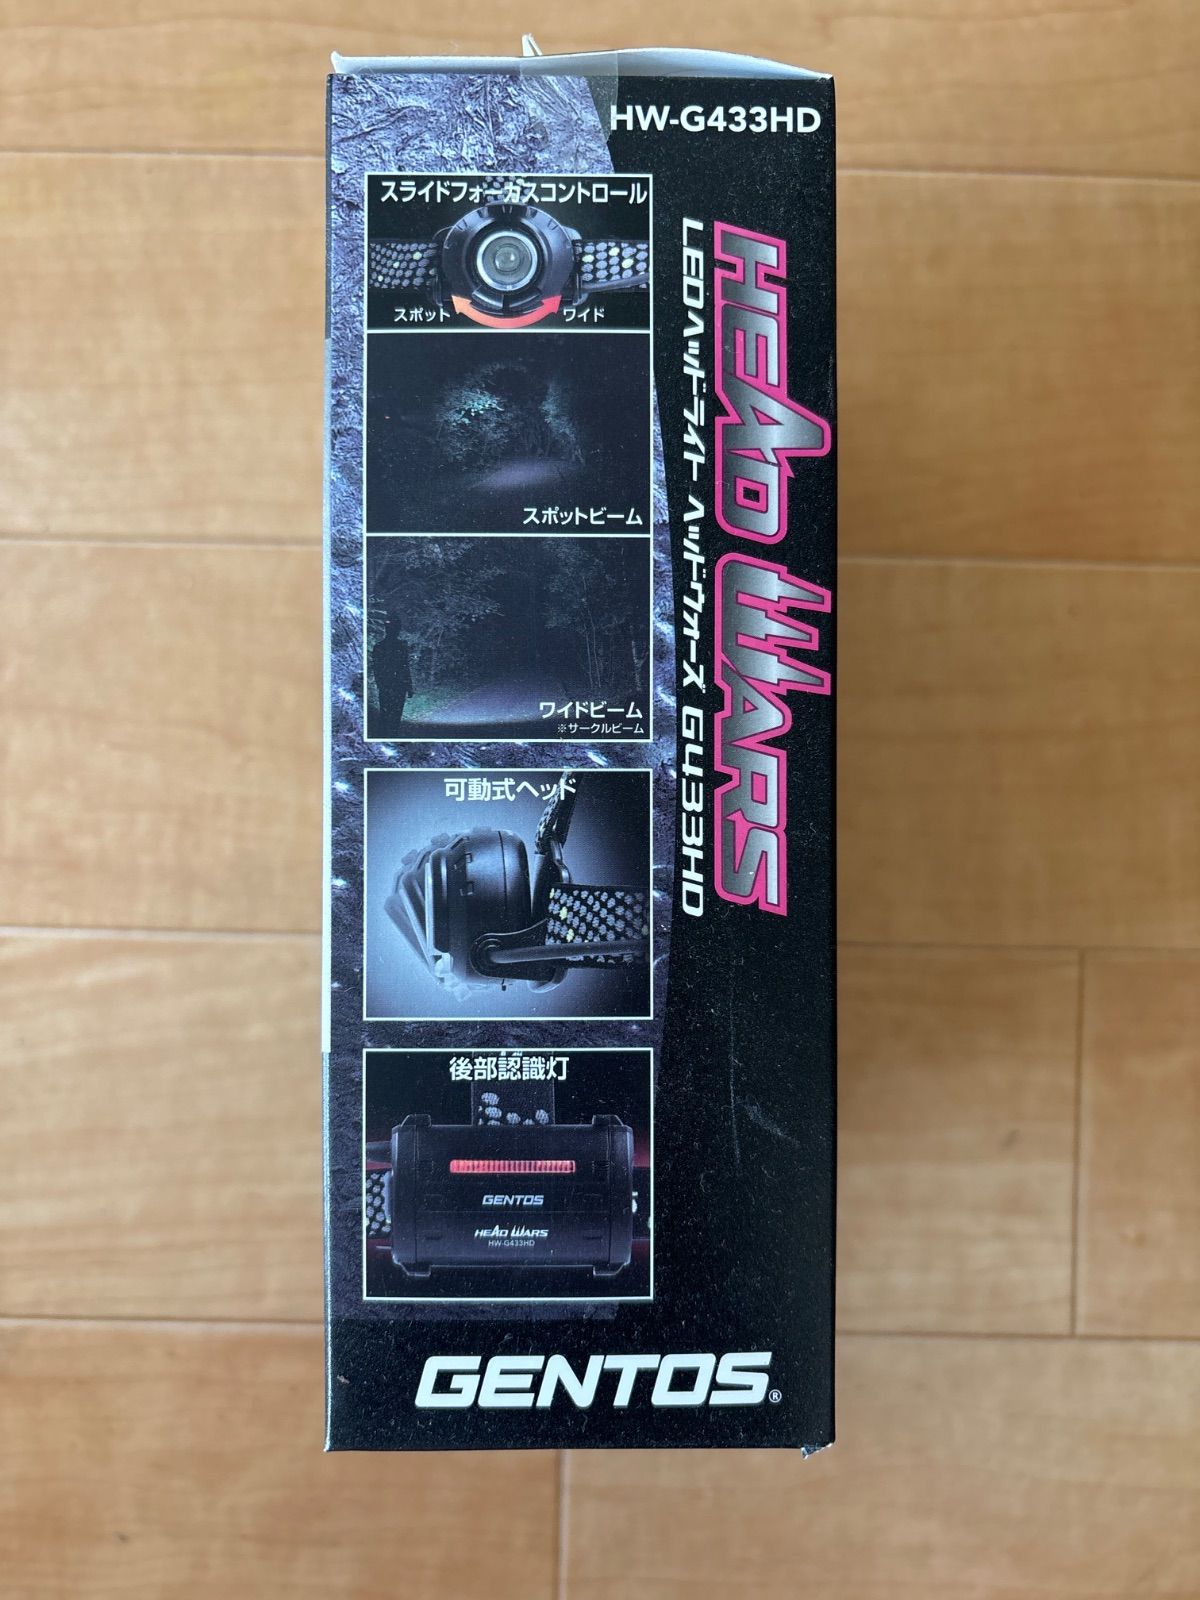 HW-G433HD
スライドフォーカスコントロール
スポット
ワイド
スポットビーム
ワイドビーム
※サークルビーム
HEAD WARS
LEDヘッドライト ヘッドウォーズ G433HD
可動式ヘッド
後部認識灯
GENTOS
HEAD WARS
HW-G433HD
GENTOS®